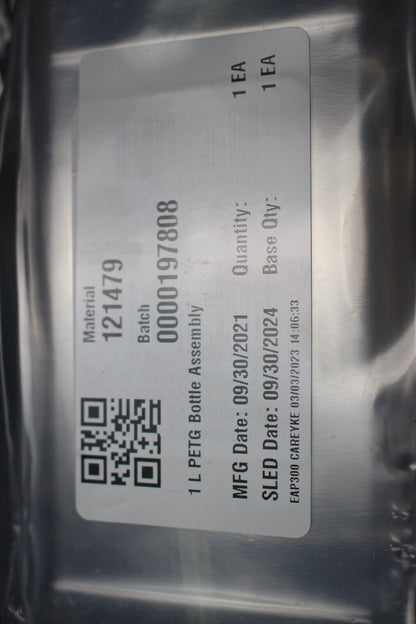 Material
121479
Batch
0000197808
1 L PETG Bottle Assembly
MFG Date: 09/30/2021 Quantity: 1 EA
SLED Date: 09/30/2024 Base Qty: 1 EA
EAP300 CAREYKE 03/03/2023 14:06:33